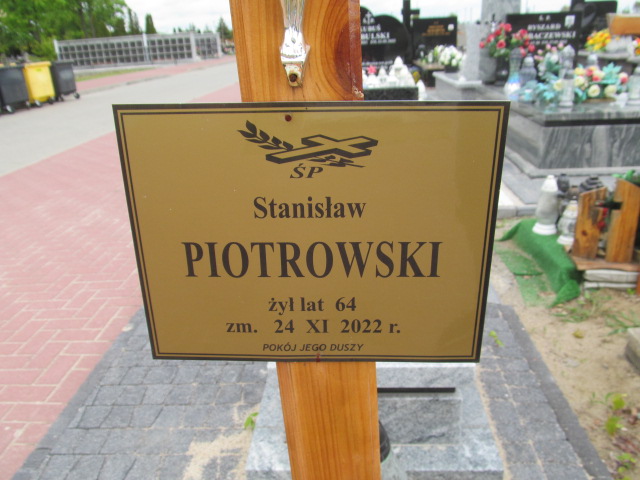 ŚP
Stanisław
PIOTROWSKI
żył lat 64
zm. 24 XI 2022 r.
POKÓJ JEGO DUSZY